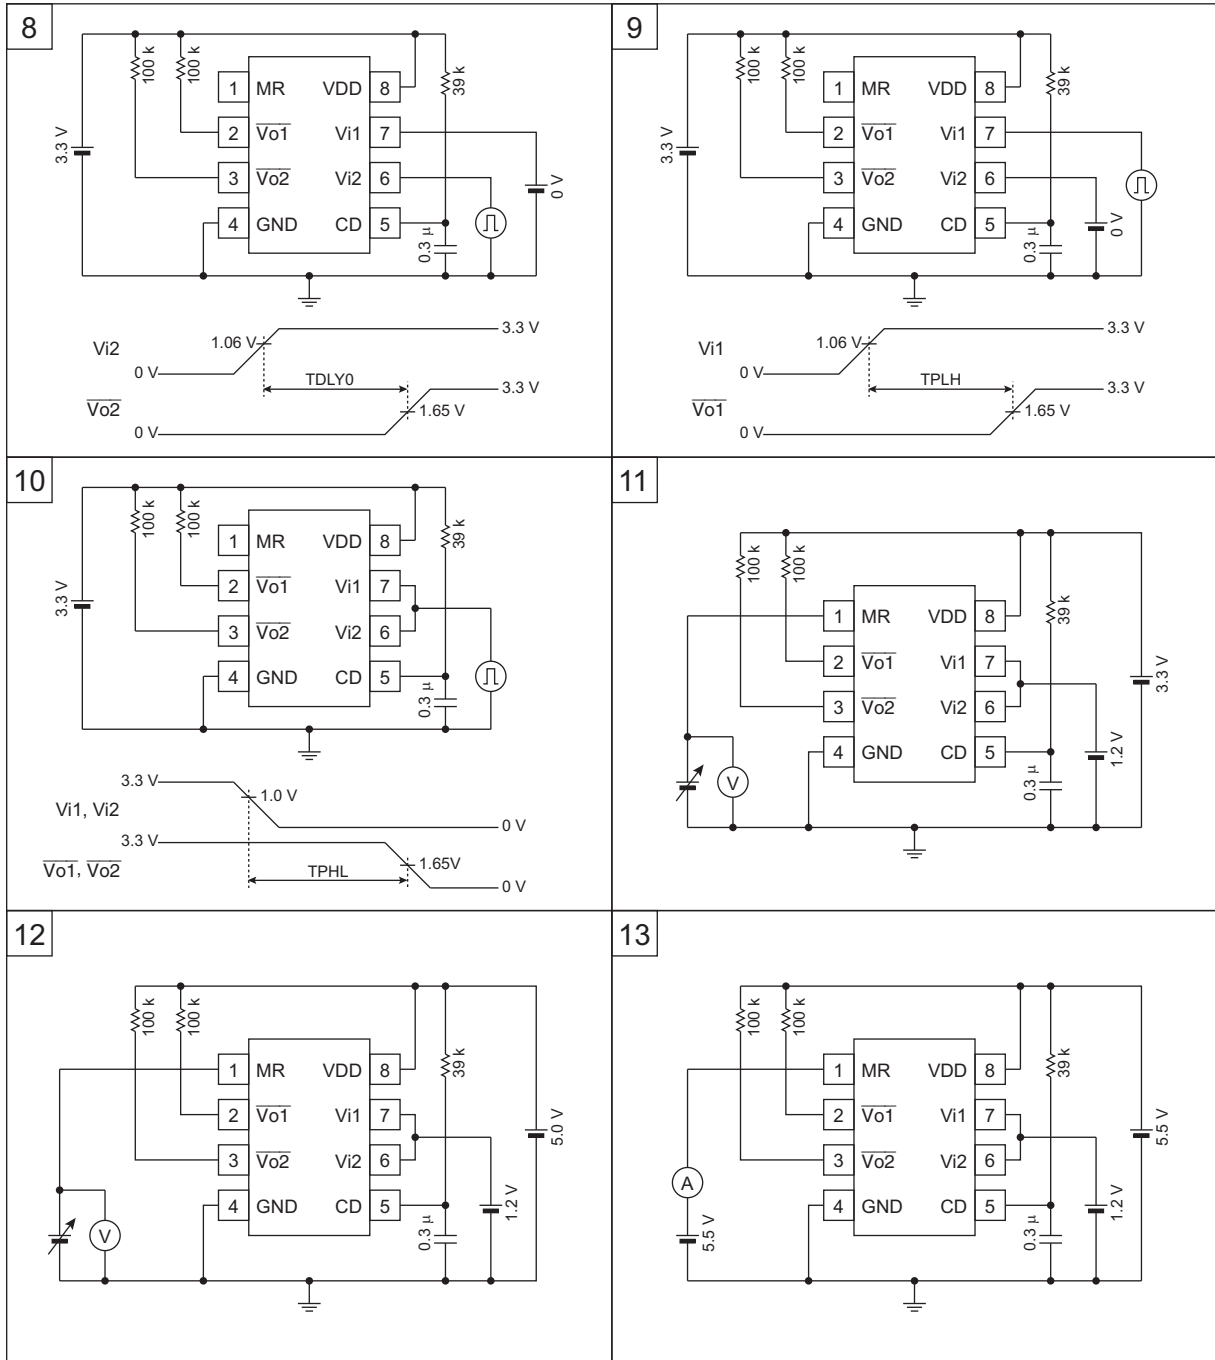 8
100 k
100 k
39 k
3.3 V
1 MR VDD 8
2 Vo1 Vi1 7
3 Vo2 Vi2 6
4 GND CD 5
0 V
0.3 μ
Vi2
0 V
1.06 V
3.3 V
TDLY0
Vo2
0 V
3.3 V
1.65 V
9
100 k
100 k
39 k
3.3 V
1 MR VDD 8
2 Vo1 Vi1 7
3 Vo2 Vi2 6
4 GND CD 5
0 V
0.3 μ
Vi1
0 V
1.06 V
3.3 V
TPLH
Vo1
0 V
3.3 V
1.65 V
10
100 k
100 k
39 k
3.3 V
1 MR VDD 8
2 Vo1 Vi1 7
3 Vo2 Vi2 6
4 GND CD 5
0.3 μ
3.3 V
1.0 V
Vi1, Vi2
0 V
3.3 V
Vo1, Vo2
TPHL
1.65V
0 V
11
100 k
100 k
39 k
1 MR VDD 8
2 Vo1 Vi1 7
3 Vo2 Vi2 6
4 GND CD 5
3.3 V
1.2 V
V
0.3 μ
12
100 k
100 k
39 k
1 MR VDD 8
2 Vo1 Vi1 7
3 Vo2 Vi2 6
4 GND CD 5
5.0 V
1.2 V
V
0.3 μ
13
100 k
100 k
39 k
1 MR VDD 8
2 Vo1 Vi1 7
3 Vo2 Vi2 6
4 GND CD 5
5.5 V
1.2 V
A
5.5 V
0.3 μ